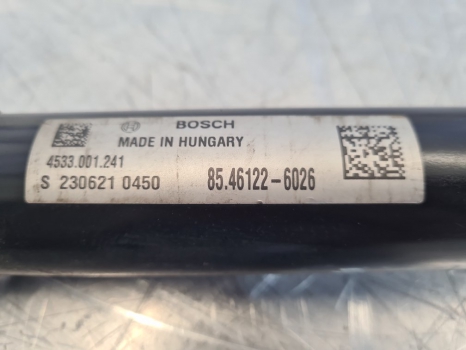 BOSCH
MADE IN HUNGARY
4533.001.241
S 230621 0450
85.46122-6026